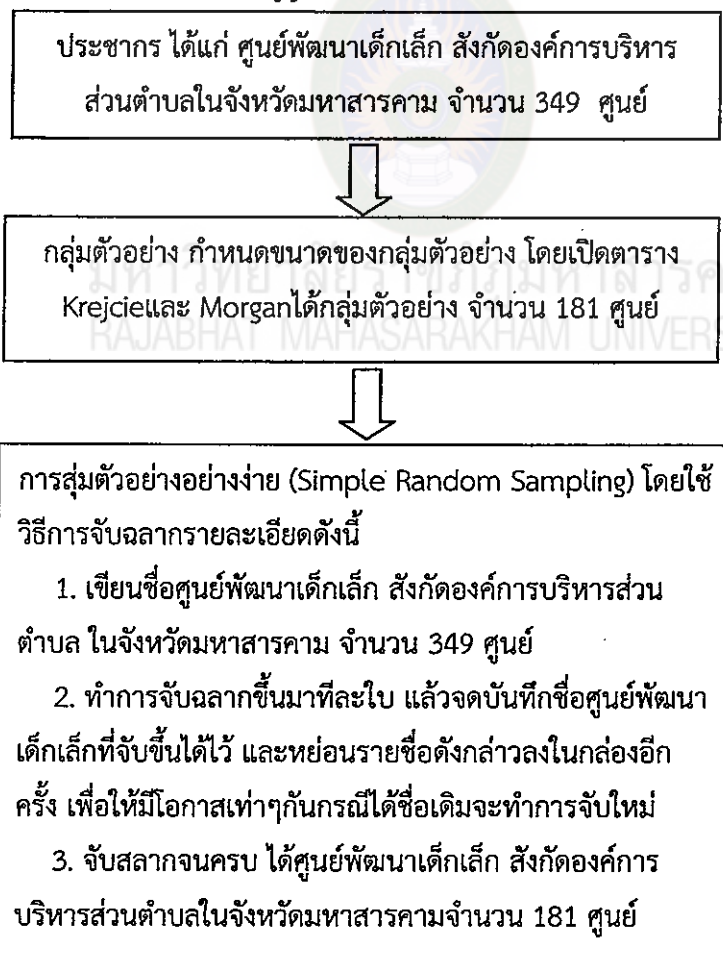 ประชากร ได้แก่ ศูนย์พัฒนาเด็กเล็ก สังกัดองค์การบริหาร
ส่วนตำบลในจังหวัดมหาสารคาม จำนวน 349 ศูนย์
กลุ่มตัวอย่าง กำหนดขนาดของกลุ่มตัวอย่าง โดยเปิดตาราง
Krejcieและ Morganได้กลุ่มตัวอย่าง จำนวน 181 ศูนย์
RAJABHAT MAHASARAKHAM UNIVERS
การสุ่มตัวอย่างอย่างง่าย (Simple Random Sampling) โดยใช้
วิธีการจับฉลากรายละเอียดดังนี้
1. เขียนชื่อศูนย์พัฒนาเด็กเล็ก สังกัดองค์การบริหารส่วน
ตำบล ในจังหวัดมหาสารคาม จำนวน 349 ศูนย์
2. ทำการจับฉลากขึ้นมาทีละใบ แล้วจดบันทึกชื่อศูนย์พัฒนา
เด็กเล็กที่จับขึ้นได้ไว้ และหย่อนรายชื่อดังกล่าวลงในกล่องอีก
ครั้ง เพื่อให้มีโอกาสเท่าๆกันกรณีได้ชื่อเดิมจะทำการจับใหม่
3. จับสลากจนครบ ได้ศูนย์พัฒนาเด็กเล็ก สังกัดองค์การ
บริหารส่วนตำบลในจังหวัดมหาสารคามจำนวน 181 ศูนย์